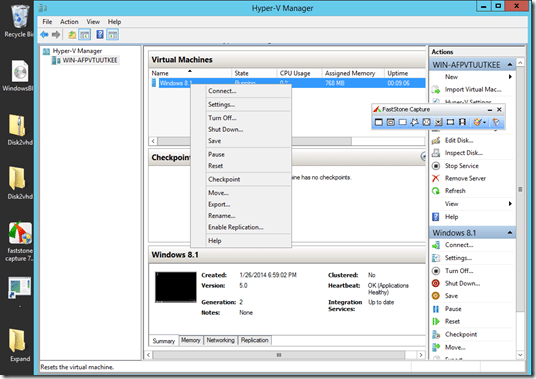 Hyper-V Manager
File Action View Help
Recycle Bin
Disk2vhd
Disk2vhd
faststone capture 7...
Expand
Hyper-V Manager
WIN-AFPVTUUTKEE
Virtual Machines
Name State CPU Usage Assigned Memory Uptime
Windows 8.1 Running 0 % 768 MB 00:09:06
Connect...
Settings...
Turn Off...
Shut Down...
Save
Pause
Reset
Checkpoint
Move...
Export...
Rename...
Enable Replication...
Help
Checkpoints
has no checkpoints.
Windows 8.1
Created: 1/26/2014 6:59:02 PM
Version: 5.0
Generation: 2
Notes: None
Clustered: No
Heartbeat: OK (Applications Healthy)
Integration Services: Up to date
Summary Memory Networking Replication
Actions
WIN-AFPVTUUTKEE
New
Import Virtual Mac...
Hyper-V Settings
FastStone Capture
Edit Disk...
Inspect Disk...
Stop Service
Remove Server
Refresh
View
Help
Windows 8.1
Connect...
Settings...
Turn Off...
Shut Down...
Save
Pause
Reset
Checkpoint
Move...
Resets the virtual machine.